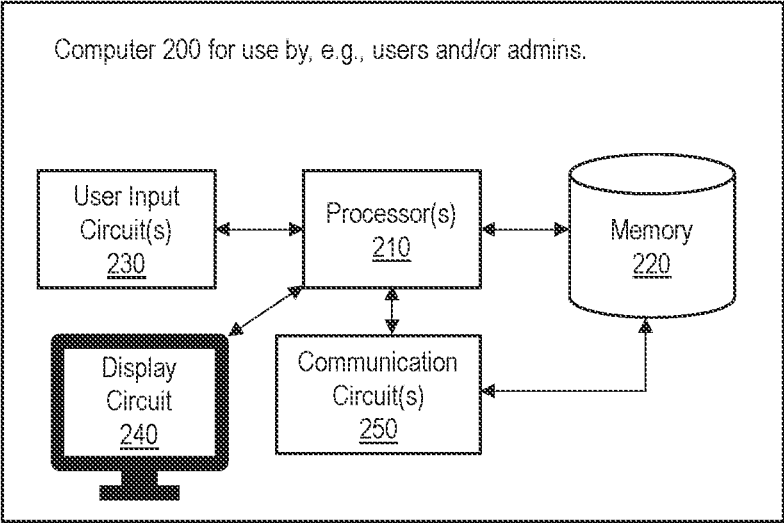 Computer 200 for use by, e.g., users and/or admins.
User Input
Circuit(s)
230
Processor(s)
210
Memory
220
Display
Circuit
240
Communication
Circuit(s)
250